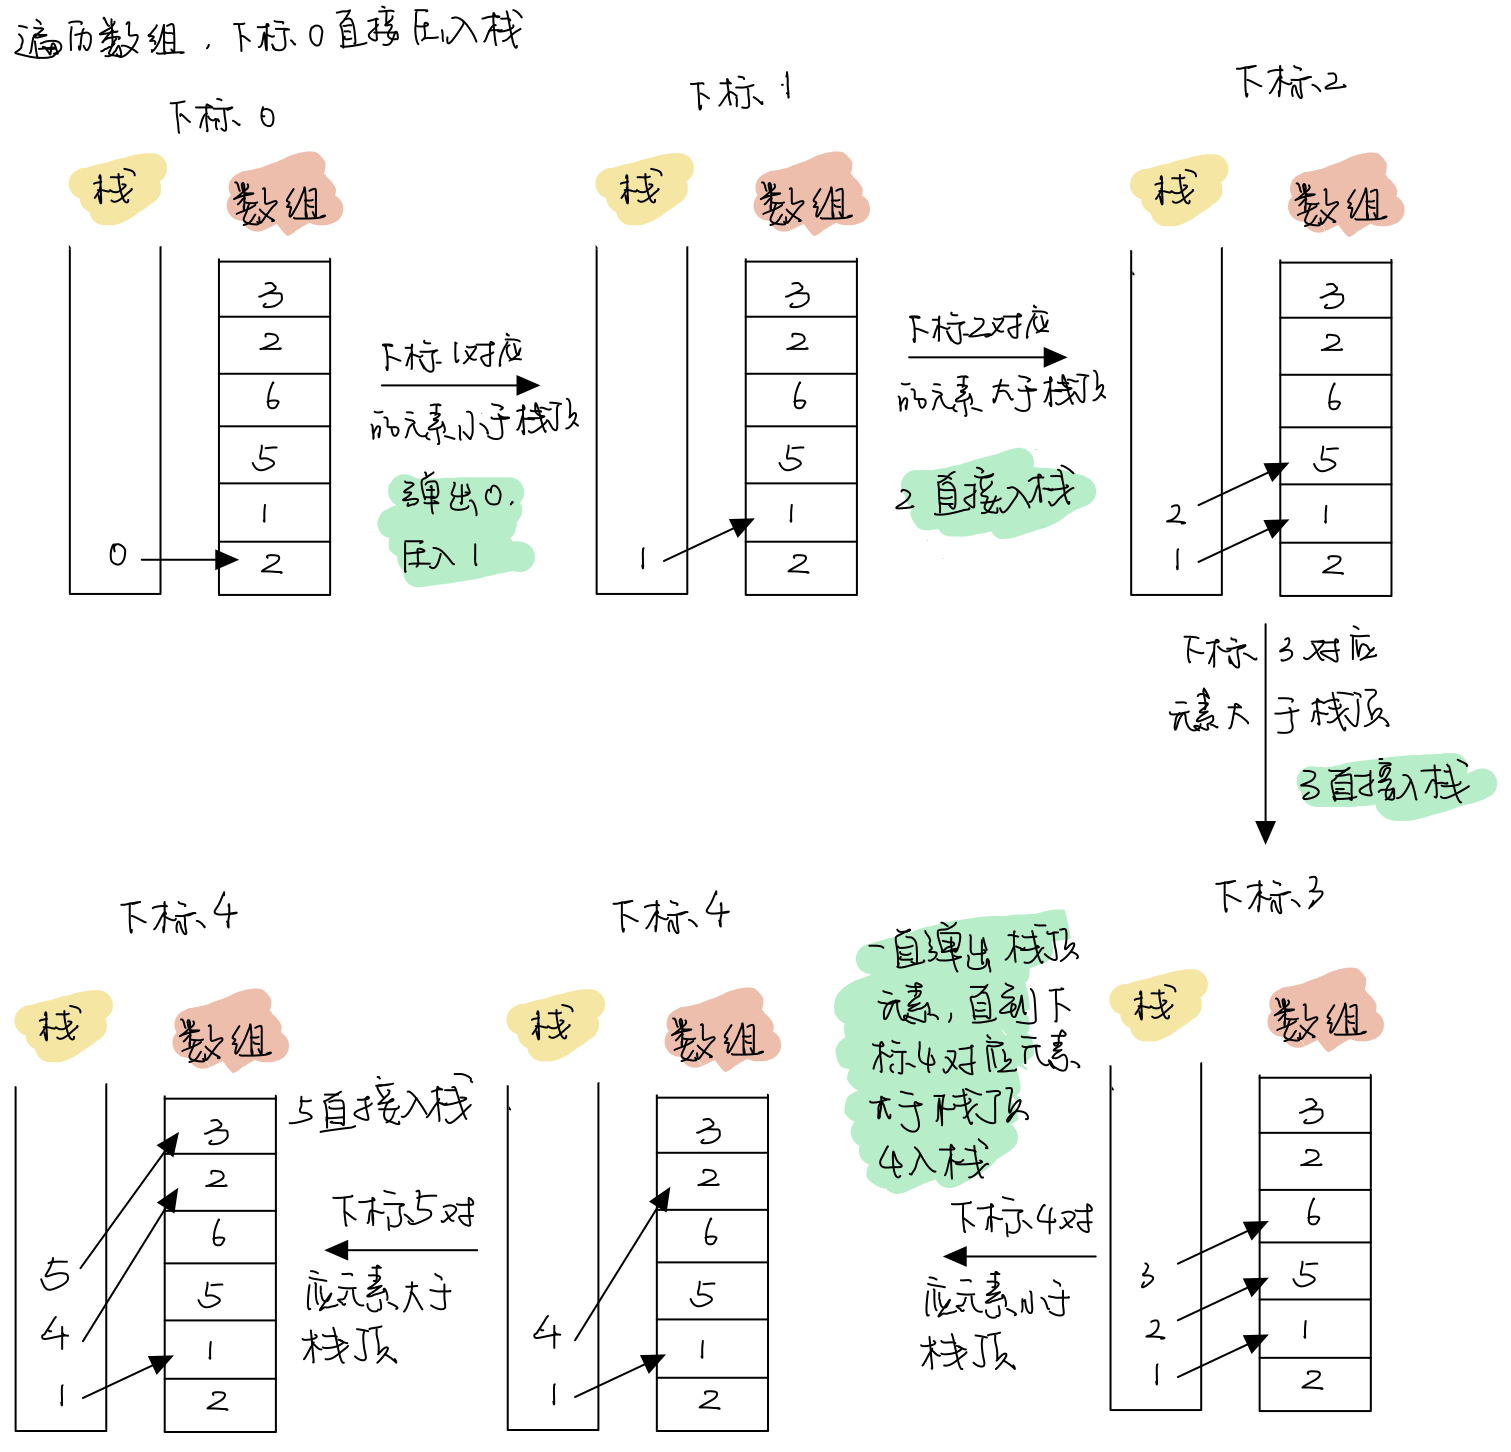 遍历数组，下标0直接压入栈
下标0
栈
数组
3
2
6
5
1
2
0
下标1对应
的元素小于栈顶
弹出0.
压入1
下标1
栈
数组
3
2
6
5
1
2
1
下标2对应
的元素大于栈顶
2直接入栈
下标2
栈
数组
3
2
6
5
1
2
2
1
下标3对应
元素大于栈顶
3直接入栈
下标3
栈
数组
3
2
6
5
1
2
3
2
1
一直弹出栈顶
元素，直到下
标4对应元素
大于栈顶
4入栈
下标4对
应元素小于
栈顶
下标4
栈
数组
3
2
6
5
1
2
4
1
5直接入栈
下标5对
应元素大于
栈顶
下标4
栈
数组
3
2
6
5
1
2
5
4
1